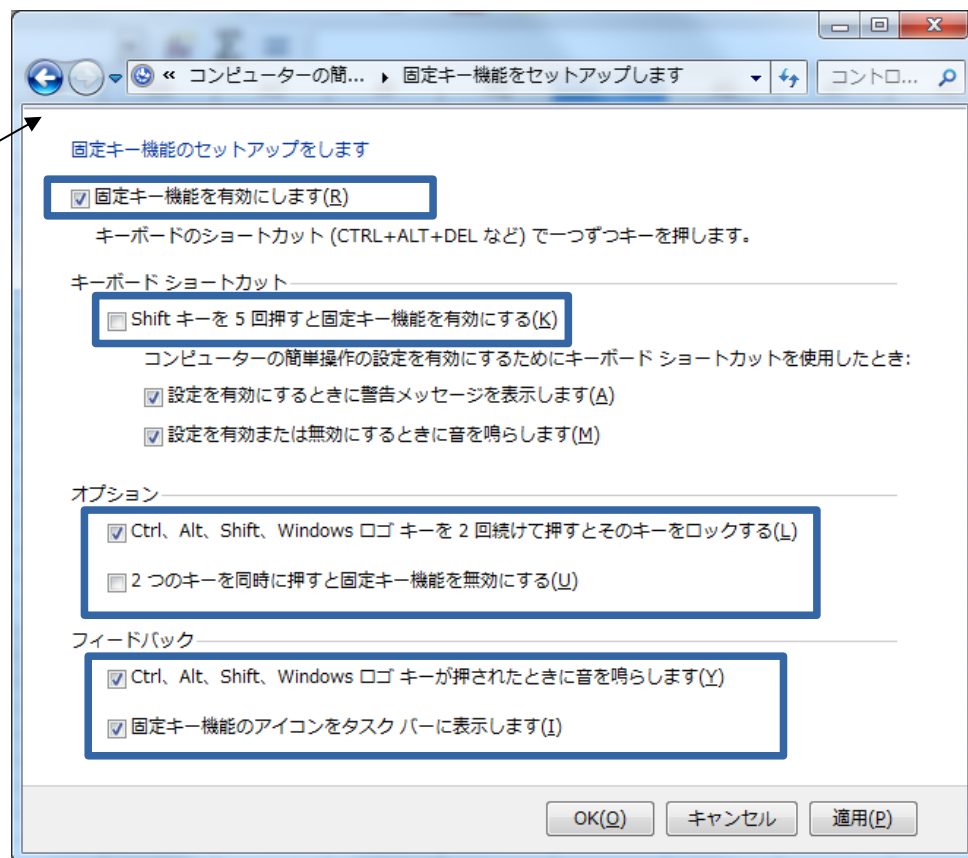 « コンピューターの簡... ▸ 固定キー機能をセットアップします
コントロ...
固定キー機能のセットアップをします
固定キー機能を有効にします(R)
キーボードのショートカット (CTRL+ALT+DEL など) で一つずつキーを押します。
キーボード ショートカット
Shift キーを 5 回押すと固定キー機能を有効にする(K)
コンピューターの簡単操作の設定を有効にするためにキーボード ショートカットを使用したとき:
設定を有効にするときに警告メッセージを表示します(A)
設定を有効または無効にするときに音を鳴らします(M)
オプション
Ctrl、Alt、Shift、Windows ロゴ キーを 2 回続けて押すとそのキーをロックする(L)
2 つのキーを同時に押すと固定キー機能を無効にする(U)
フィードバック
Ctrl、Alt、Shift、Windows ロゴ キーが押されたときに音を鳴らします(Y)
固定キー機能のアイコンをタスク バーに表示します(I)
OK(O) キャンセル 適用(P)